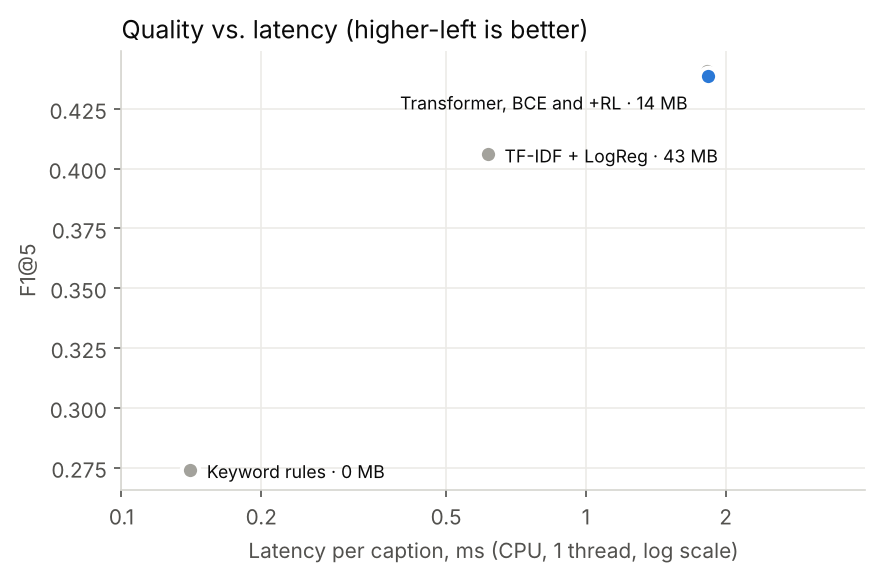 Quality vs. latency (higher-left is better)
F1@5
0.425
0.400
0.375
0.350
0.325
0.300
0.275
Transformer, BCE and +RL · 14 MB
TF-IDF + LogReg · 43 MB
Keyword rules · 0 MB
0.1
0.2
0.5
1
2
Latency per caption, ms (CPU, 1 thread, log scale)